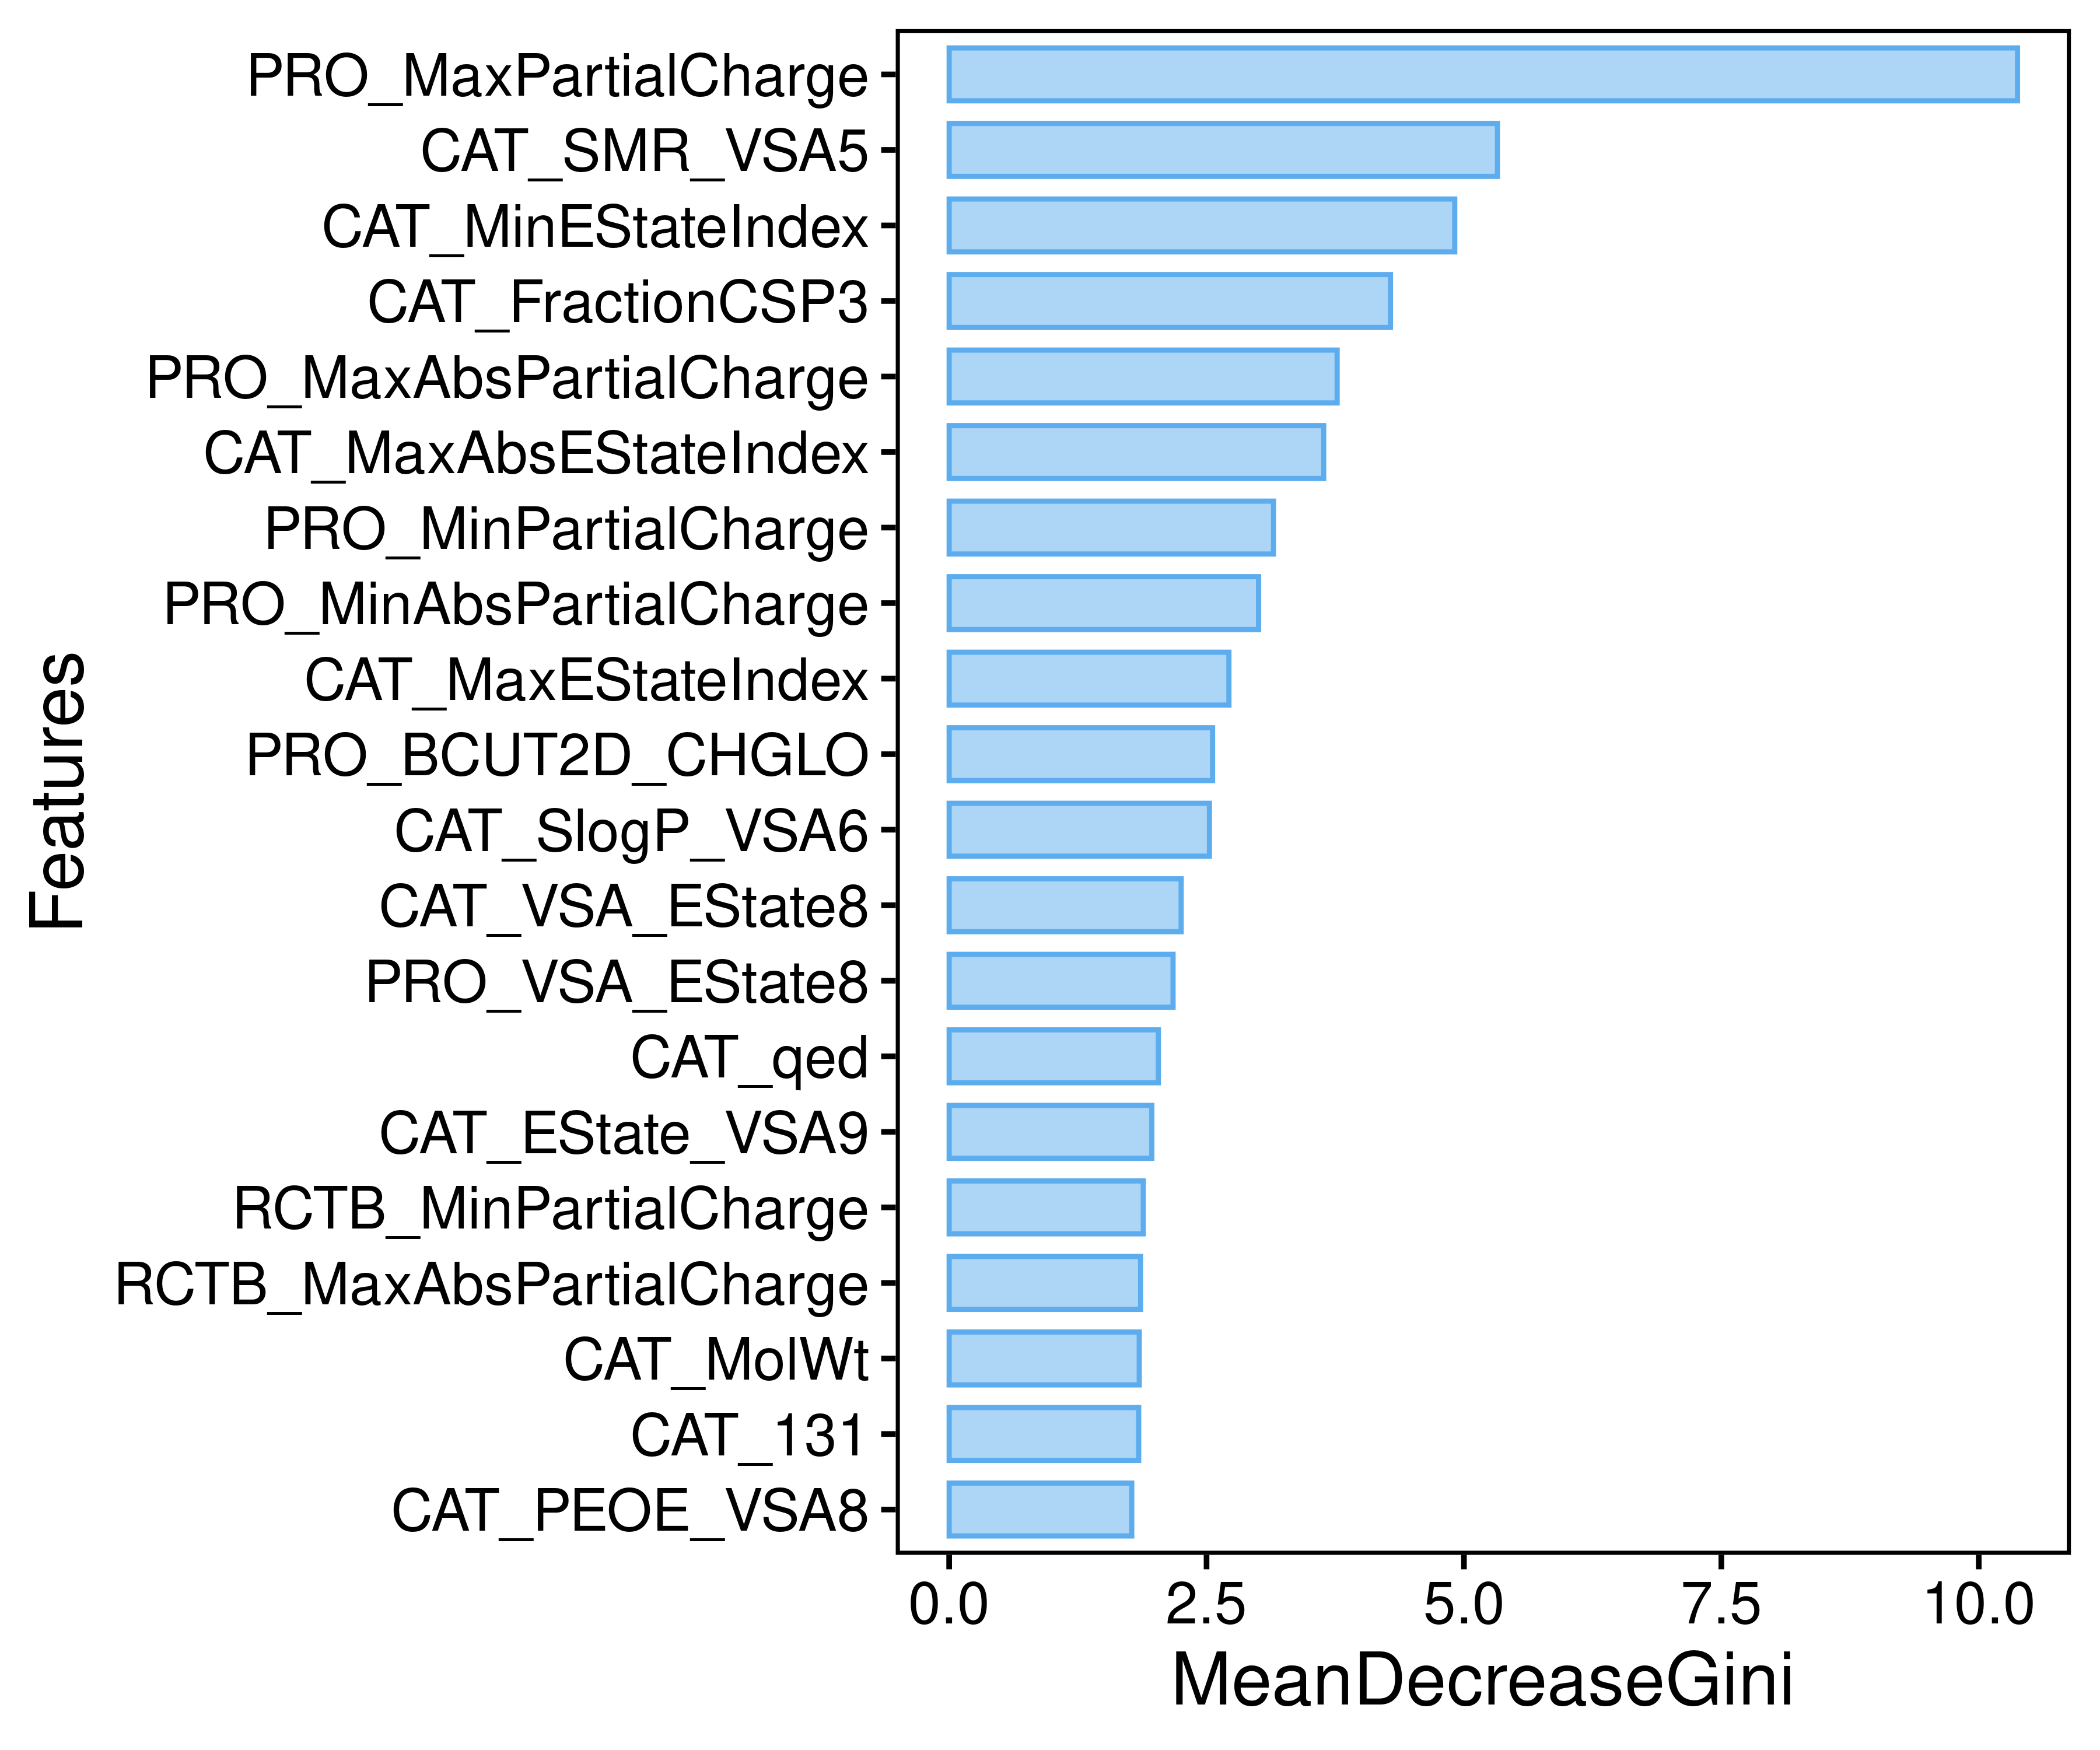 PRO_MaxPartialCharge
CAT_SMR_VSA5
CAT_MinEStateIndex
CAT_FractionCSP3
PRO_MaxAbsPartialCharge
CAT_MaxAbsEStateIndex
PRO_MinPartialCharge
PRO_MinAbsPartialCharge
CAT_MaxEStateIndex
PRO_BCUT2D_CHGLO
CAT_SlogP_VSA6
CAT_VSA_EState8
PRO_VSA_EState8
CAT_qed
CAT_EState_VSA9
RCTB_MinPartialCharge
RCTB_MaxAbsPartialCharge
CAT_MolWt
CAT_131
CAT_PEOE_VSA8
Features
0.0 2.5 5.0 7.5 10.0
MeanDecreaseGini